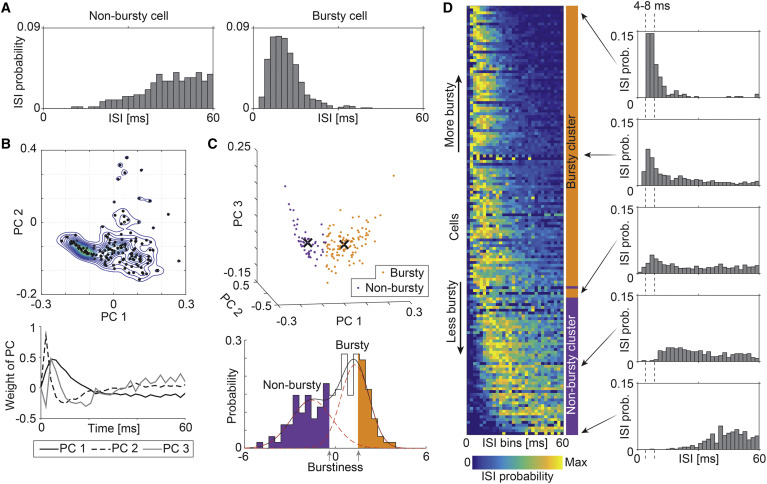 A
Non-bursty cell
0.09
ISI probability
0
0
ISI [ms]
60
Bursty cell
0.09
0
0
ISI [ms]
60
B
0.4
PC 2
0
-0.2
-0.3
0
0.3
PC 1
1
0.5
0
-0.5
Weight of PC
0
Time [ms]
60
PC 1
PC 2
PC 3
C
0.25
PC 3
-0.15
0.5
PC 2
-0.3
-0.3
0
0.3
PC 1
Bursty
Non-bursty
0.1
Probability
0
Non-bursty
Bursty
-6
0
6
Burstiness
D
More bursty
Cells
Less bursty
Bursty cluster
Non-bursty cluster
0
ISI bins [ms]
60
0
Max
ISI probability
4-8 ms
0.15
ISI prob.
0
0.15
ISI prob.
0
0.15
ISI prob.
0
0.15
ISI prob.
0
0.15
ISI prob.
0
0
ISI [ms]
60